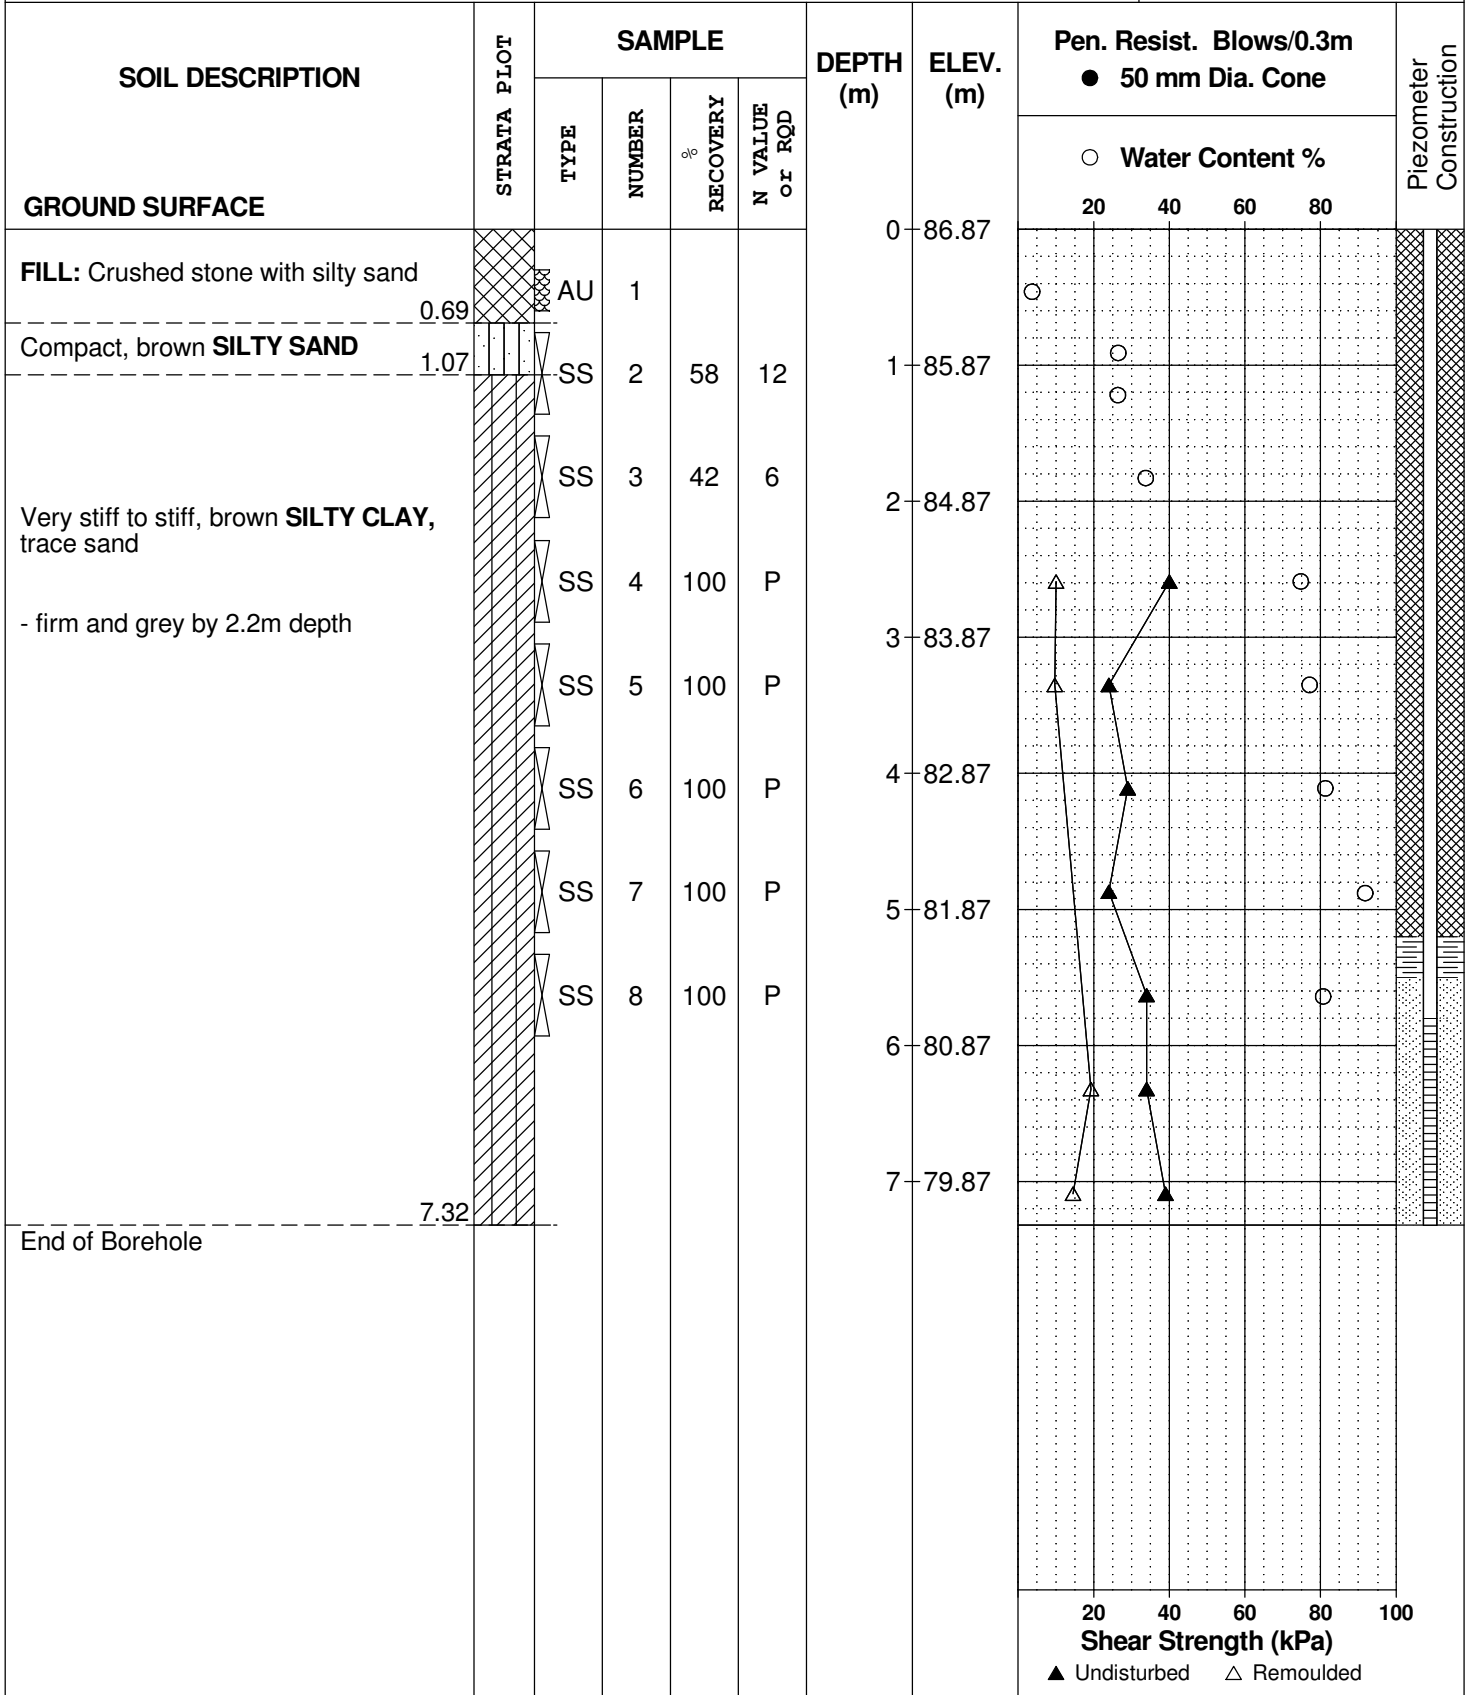 SOIL DESCRIPTION
GROUND SURFACE
STRATA PLOT
SAMPLE
TYPE
NUMBER
% RECOVERY
N VALUE or RQD
DEPTH (m)
ELEV. (m)
Pen. Resist. Blows/0.3m
● 50 mm Dia. Cone
○ Water Content %
20 40 60 80
Piezometer Construction
0 86.87
FILL: Crushed stone with silty sand
0.69
AU 1
Compact, brown SILTY SAND
1.07
SS 2 58 12
1 85.87
SS 3 42 6
2 84.87
Very stiff to stiff, brown SILTY CLAY,
trace sand
SS 4 100 P
- firm and grey by 2.2m depth
3 83.87
SS 5 100 P
4 82.87
SS 6 100 P
SS 7 100 P
5 81.87
SS 8 100 P
6 80.87
7 79.87
7.32
End of Borehole
20 40 60 80 100
Shear Strength (kPa)
▲ Undisturbed △ Remoulded